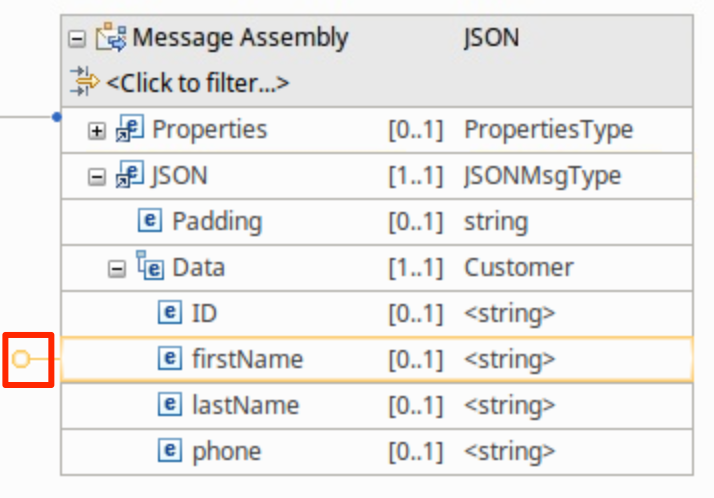 Message Assembly JSON
<Click to filter...>
Properties [0..1] PropertiesType
JSON [1..1] JSONMsgType
e Padding [0..1] string
e Data [1..1] Customer
e ID [0..1] <string>
e firstName [0..1] <string>
e lastName [0..1] <string>
e phone [0..1] <string>